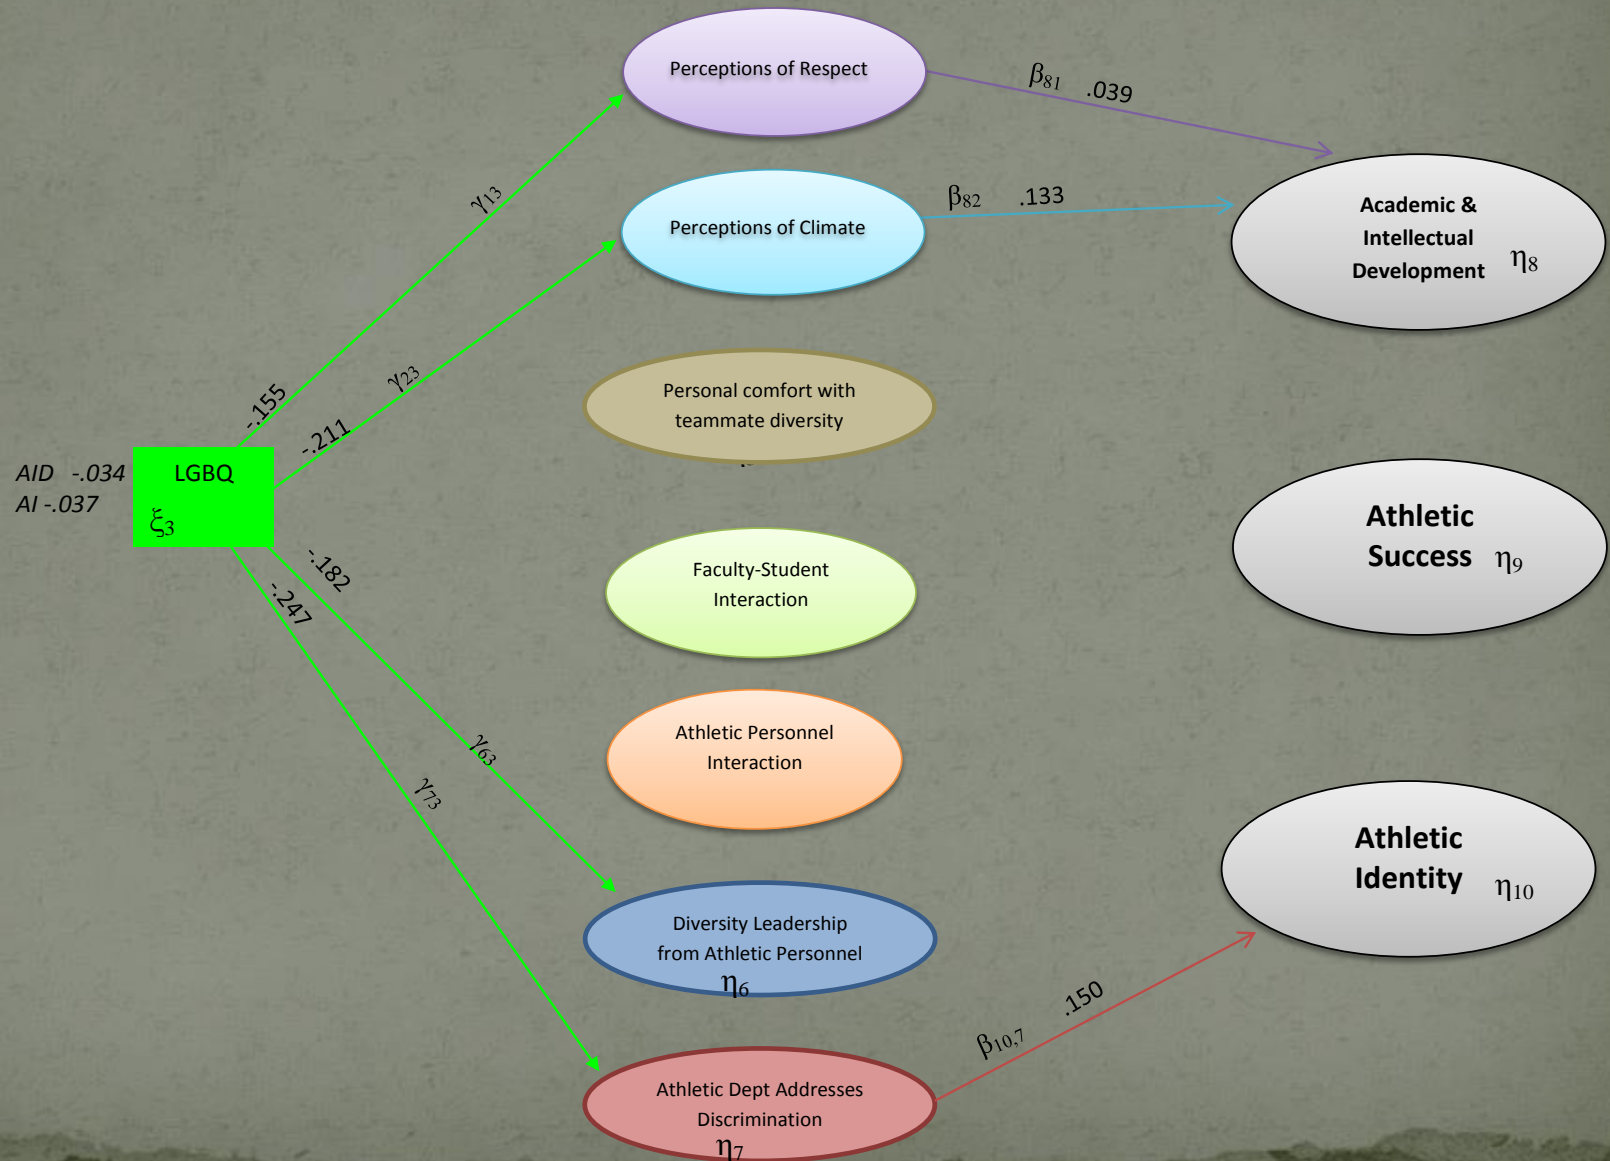 Perceptions of Respect
β81 .039
γ13
Perceptions of Climate
β82 .133
Academic &
Intellectual
Development η8
γ23
-.155
-.211
Personal comfort with
teammate diversity
AID -.034
AI -.037
LGBQ
ξ3
Athletic
Success η9
-.182
-.247
Faculty-Student
Interaction
Athletic Personnel
Interaction
γ63
γ73
Athletic
Identity η10
Diversity Leadership
from Athletic Personnel
η6
β10,7 .150
Athletic Dept Addresses
Discrimination
η7